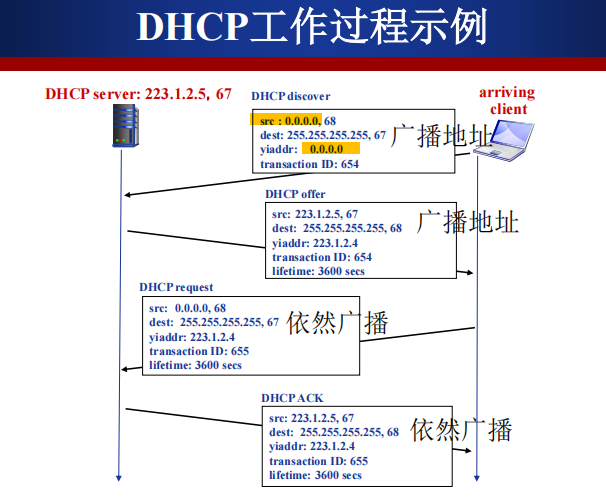 DHCP工作过程示例
DHCP server: 223.1.2.5, 67
arriving
client
DHCP discover
src : 0.0.0.0, 68
dest: 255.255.255.255, 67
广播地址
yiaddr: 0.0.0.0
transaction ID: 654
DHCP offer
src: 223.1.2.5, 67
dest: 255.255.255.255, 68
广播地址
yiaddr: 223.1.2.4
transaction ID: 654
lifetime: 3600 secs
DHCP request
src: 0.0.0.0, 68
dest: 255.255.255.255, 67
依然广播
yiaddr: 223.1.2.4
transaction ID: 655
lifetime: 3600 secs
DHCP ACK
src: 223.1.2.5, 67
dest: 255.255.255.255, 68
依然广播
yiaddr: 223.1.2.4
transaction ID: 655
lifetime: 3600 secs